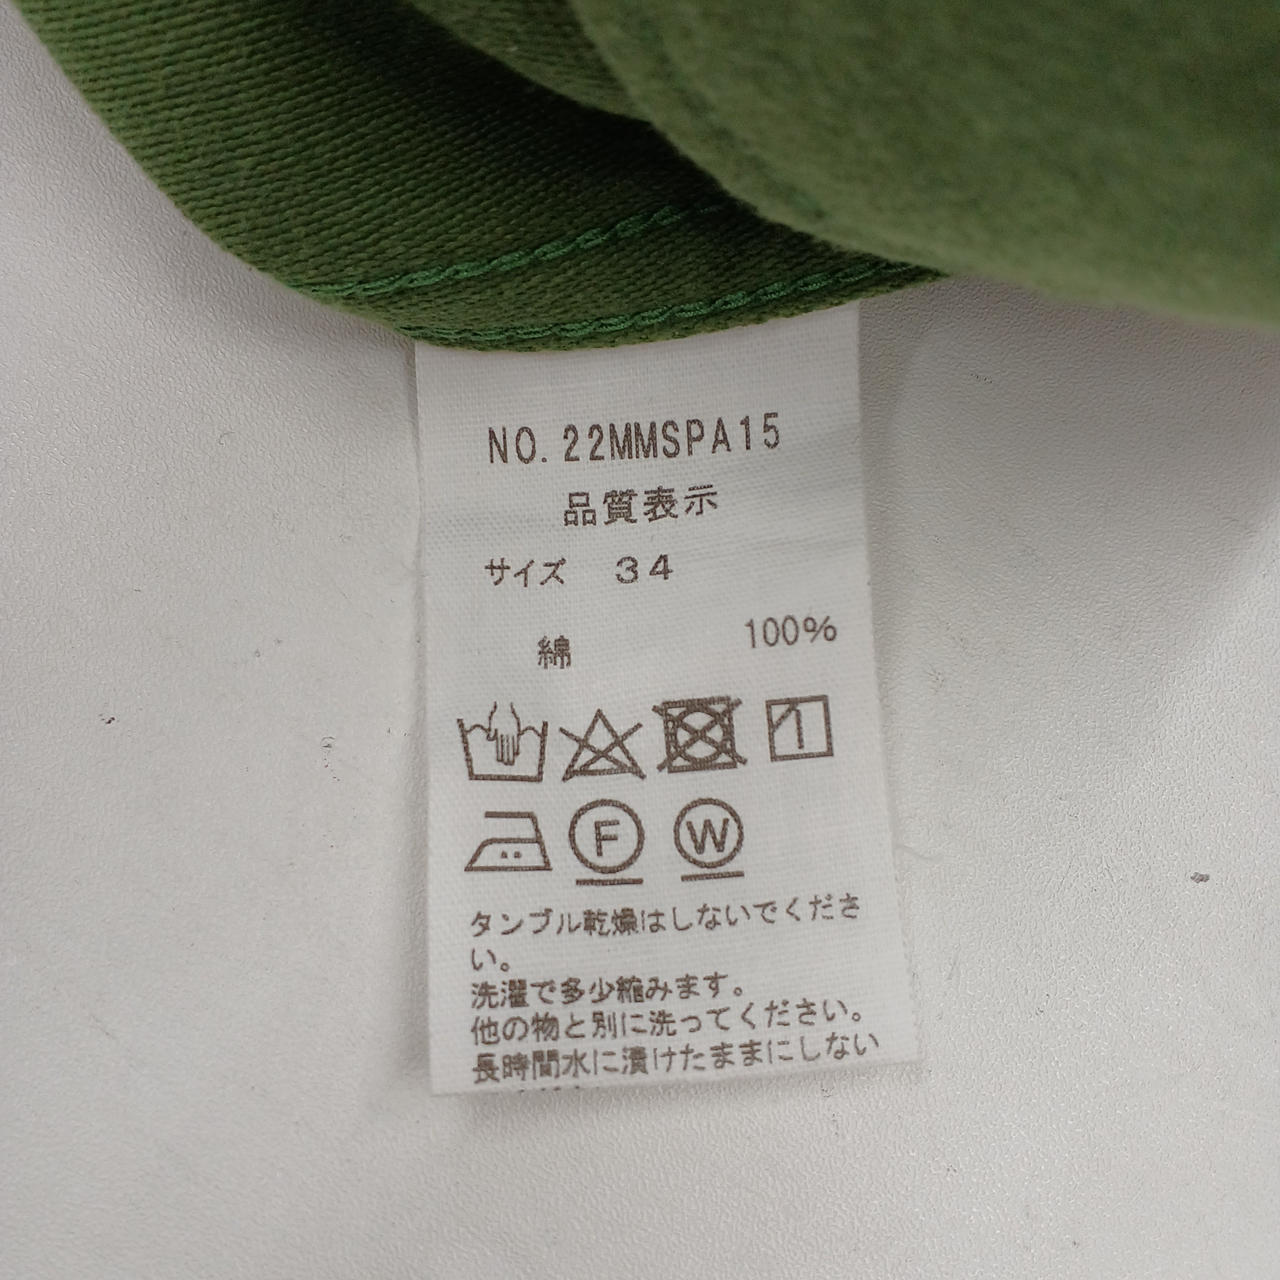 NO. 22MMSPA15
品質表示
サイズ 34
綿 100%
F W
タンブル乾燥はしないでくださ
い。
洗濯で多少縮みます。
他の物と別に洗ってください。
長時間水に漬けたままにしない